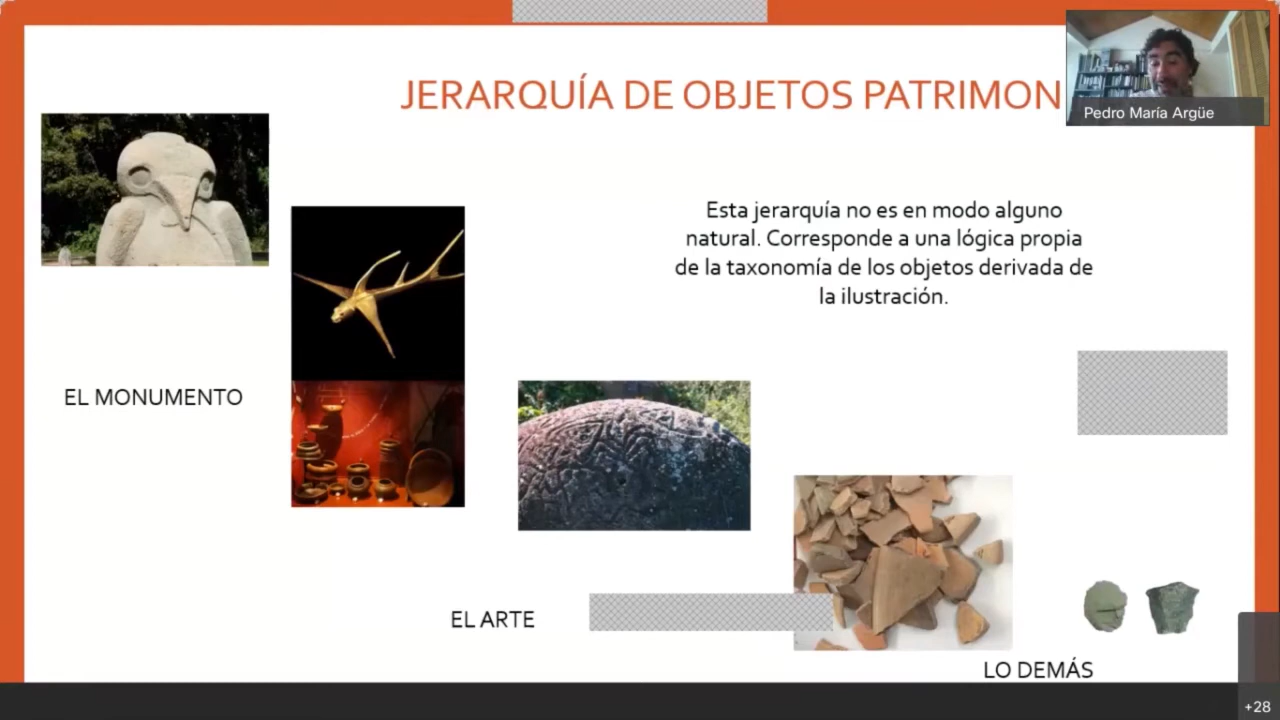 JERARQUÍA DE OBJETOS PATRIMON
Pedro María Argüe
Esta jerarquía no es en modo alguno
natural. Corresponde a una lógica propia
de la taxonomía de los objetos derivada de
la ilustración.
EL MONUMENTO
EL ARTE
LO DEMÁS
+28